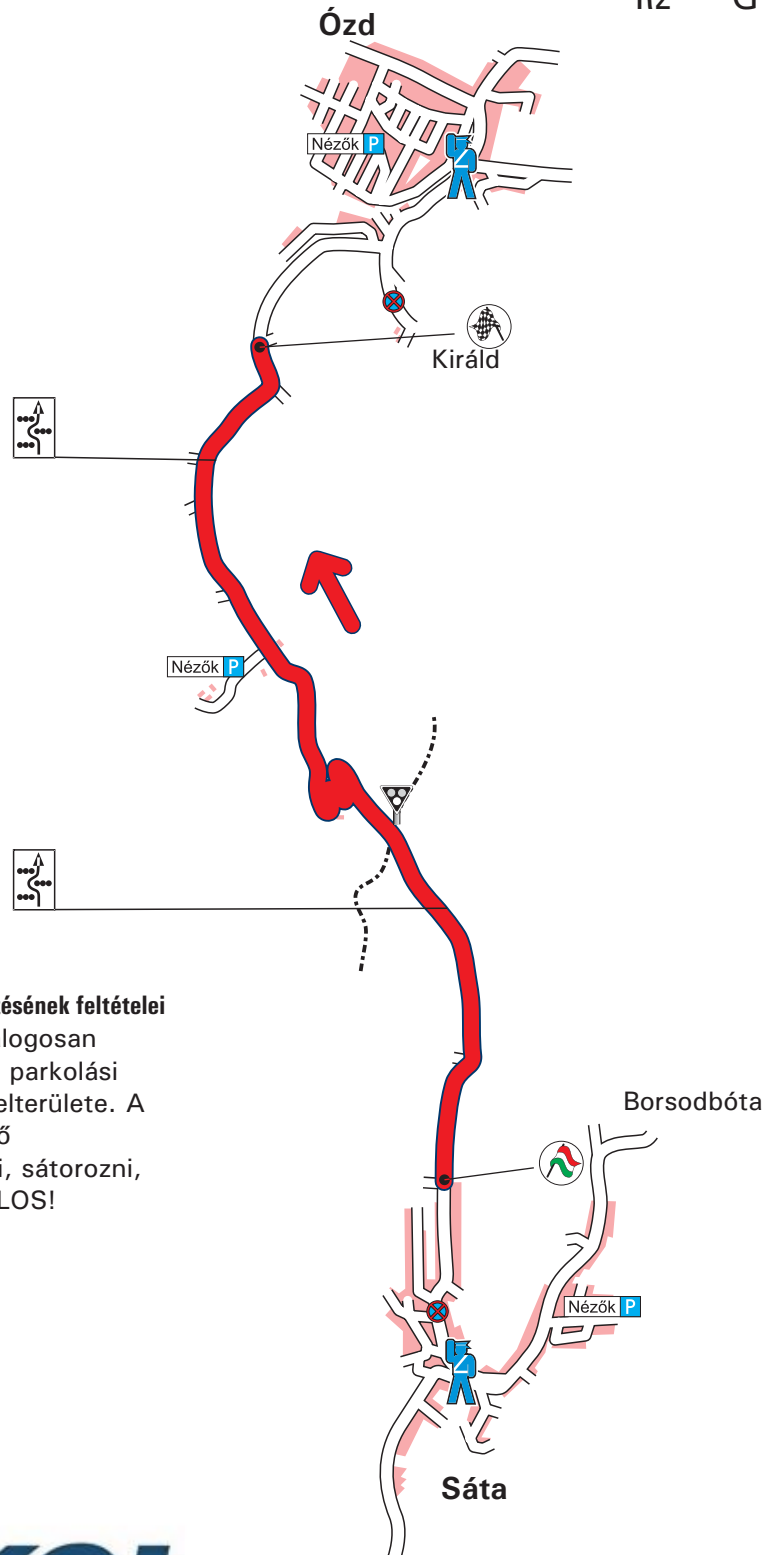 Ózd
Nézők P
Királd
Nézők P
ésének feltételei
logosan
parkolási
elterülete. A
ő
i, sátorozni,
LOS!
Borsodbóta
Nézők P
Sáta